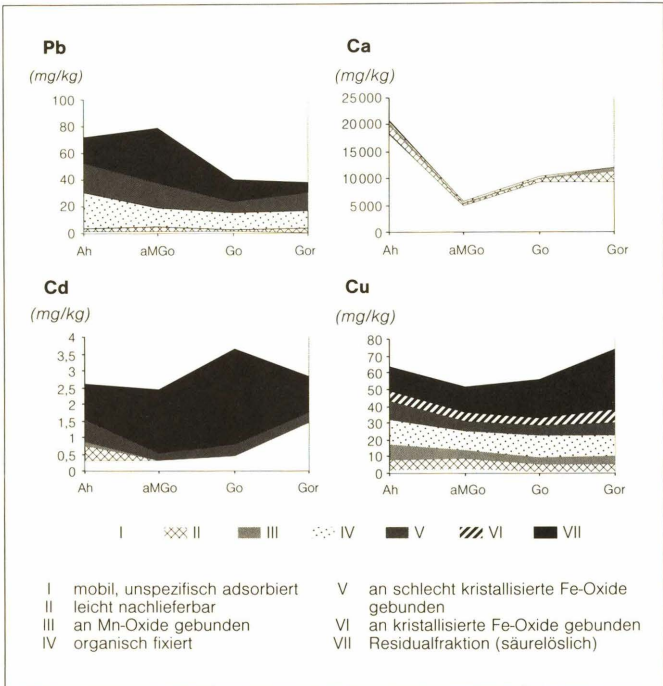 Pb
(mg/kg)
100
80
60
40
20
0
Ah aMGo Go Gor
Ca
(mg/kg)
25 000
20 000
15 000
10 000
5 000
0
Ah aMGo Go Gor
Cd
(mg/kg)
4
3,5
3
2,5
2
1,5
1
0,5
0
Ah aMGo Go Gor
Cu
(mg/kg)
80
70
60
50
40
30
20
10
0
Ah aMGo Go Gor
I II III IV V VI VII
I mobil, unspezifisch adsorbiert
II leicht nachlieferbar
III an Mn-Oxide gebunden
IV organisch fixiert
V an schlecht kristallisierte Fe-Oxide
gebunden
VI an kristallisierte Fe-Oxide gebunden
VII Residualfraktion (säurelöslich)